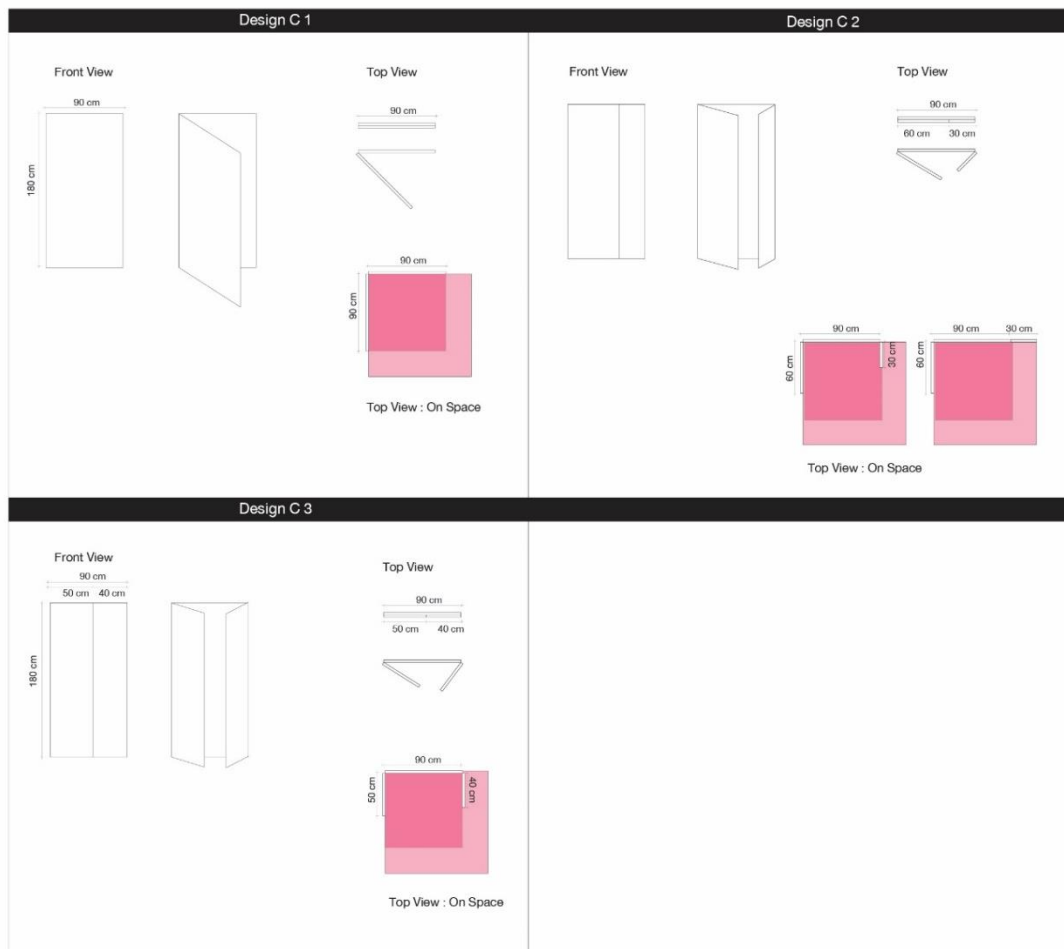 Design C 1
Front View
Top View
90 cm
90 cm
180 cm
90 cm
90 cm
Top View : On Space
Design C 2
Front View
Top View
90 cm
60 cm 30 cm
90 cm
90 cm 30 cm
60 cm
30 cm
60 cm
Top View : On Space
Design C 3
Front View
90 cm
50 cm 40 cm
180 cm
Top View
90 cm
50 cm 40 cm
90 cm
50 cm
40 cm
Top View : On Space